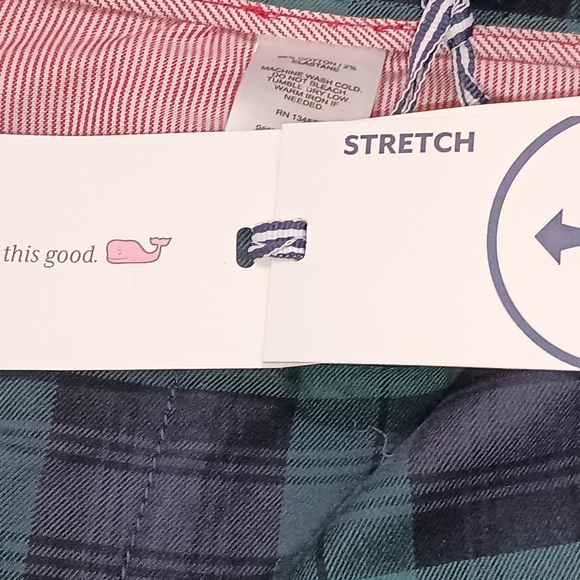 COTTON / 2%
ELASTANE
MACHINE WASH COLD.
DO NOT BLEACH.
TUMBLE DRY LOW.
WARM IRON IF
NEEDED.
RN
STRETCH
this good.